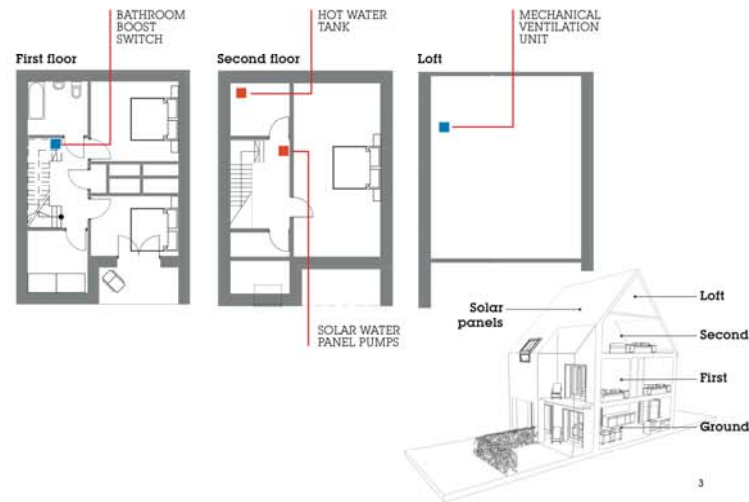 BATHROOM
BOOST
SWITCH
HOT WATER
TANK
MECHANICAL
VENTILATION
UNIT
First floor
Second floor
Loft
SOLAR WATER
PANEL PUMPS
Solar
panels
Loft
Second
First
Ground
3